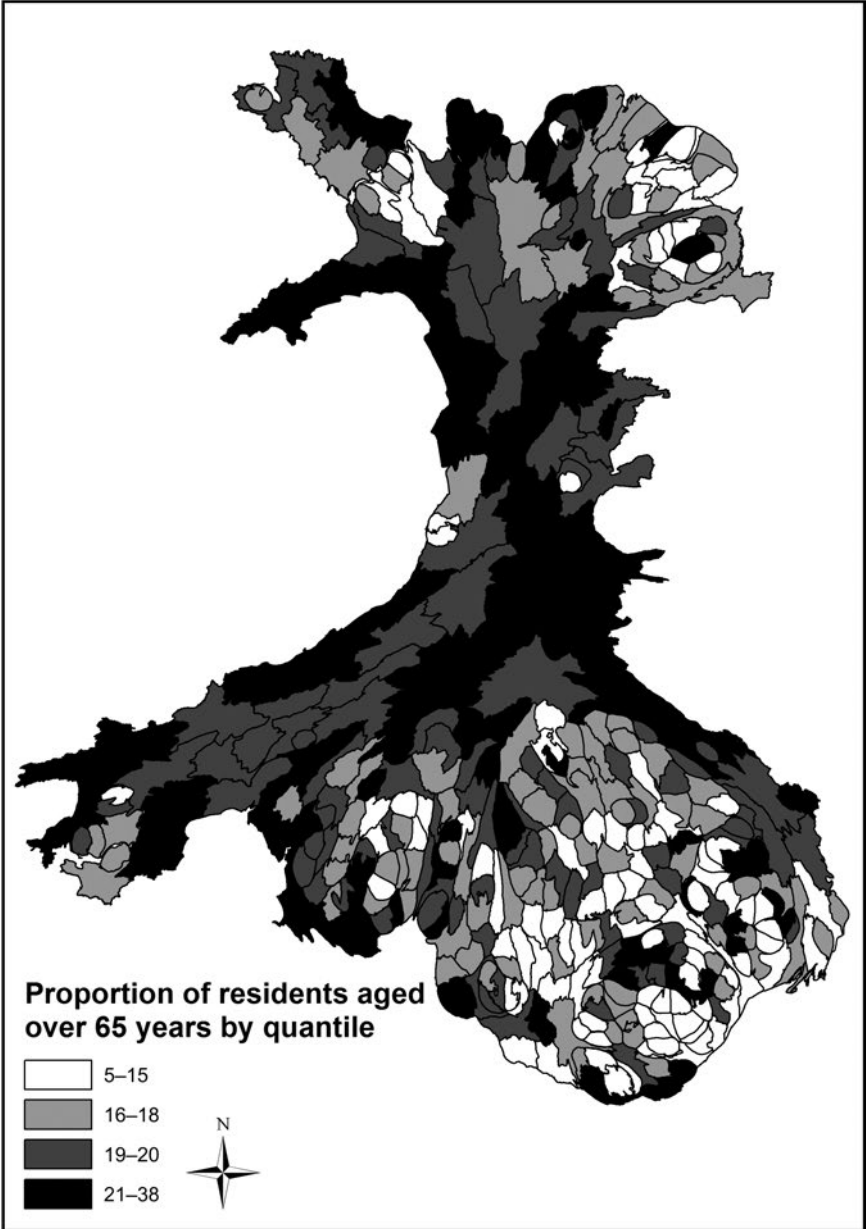 Proportion of residents aged
over 65 years by quantile
5–15
16–18
19–20
21–38
N